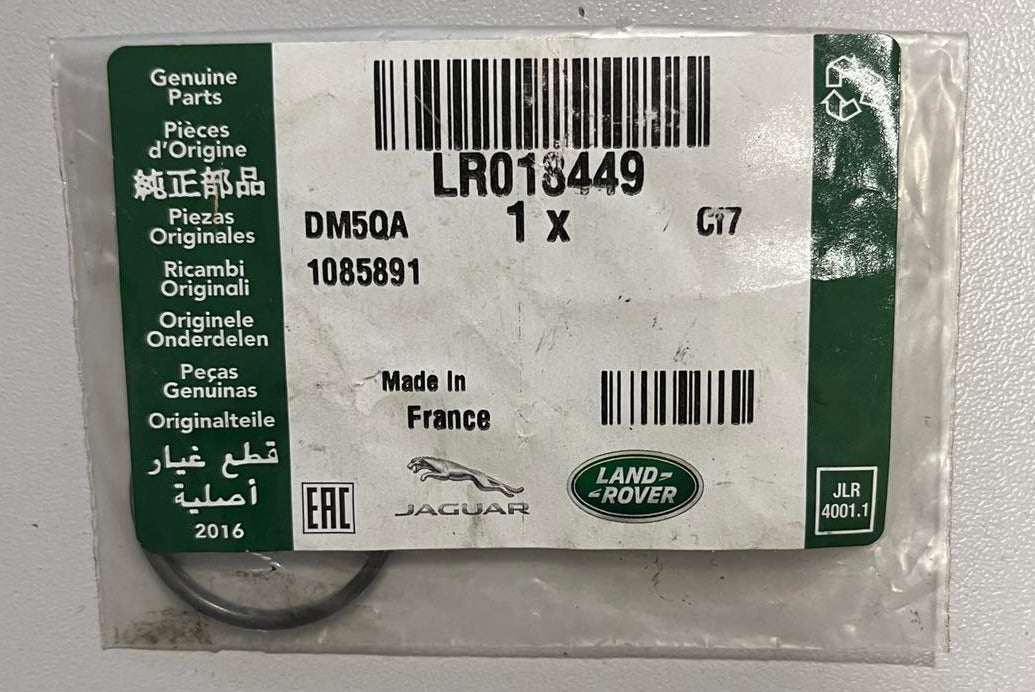 Genuine
Parts
Pièces
d'Origine
純正部品
Piezas
Originales
Ricambi
Originali
Originele
Onderdelen
Peças
Genuinas
Originalteile
قطع غيار
أصلية
2016
LR018449
DM5QA 1 x C17
1085891
Made In
France
EAC
JAGUAR
LAND-
-ROVER
JLR
4001.1